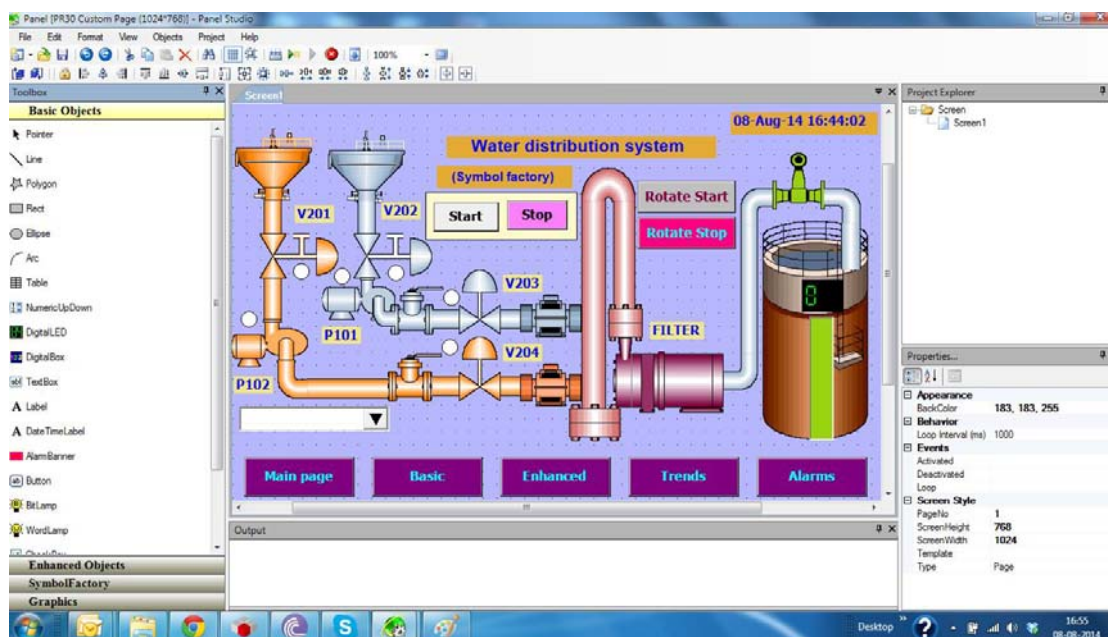 Panel [PR30 Custom Page (1024*768)] - Panel Studio
File Edit Format View Objects Project Help
100%
Toolbox
Basic Objects
Pointer
Line
Polygon
Rect
Ellipse
Arc
Table
NumericUpDown
DigitalLED
DigitalBox
TextBox
Label
DateTimeLabel
AlarmBanner
Button
BitLamp
WordLamp
Enhanced Objects
SymbolFactory
Graphics
Screen1
08-Aug-14 16:44:02
Water distribution system
(Symbol factory)
Start Stop
Rotate Start
Rotate Stop
V201
V202
V203
P101
FILTER
V204
P102
0
Main page Basic Enhanced Trends Alarms
Output
Project Explorer
Screen
Screen1
Properties...
Appearance
BackColor 183, 183, 255
Behavior
Loop Interval (ms) 1000
Events
Activated
Deactivated
Loop
Screen Style
PageNo 1
ScreenHeight 768
ScreenWidth 1024
Template
Type Page
Desktop
16:55
08-08-2014